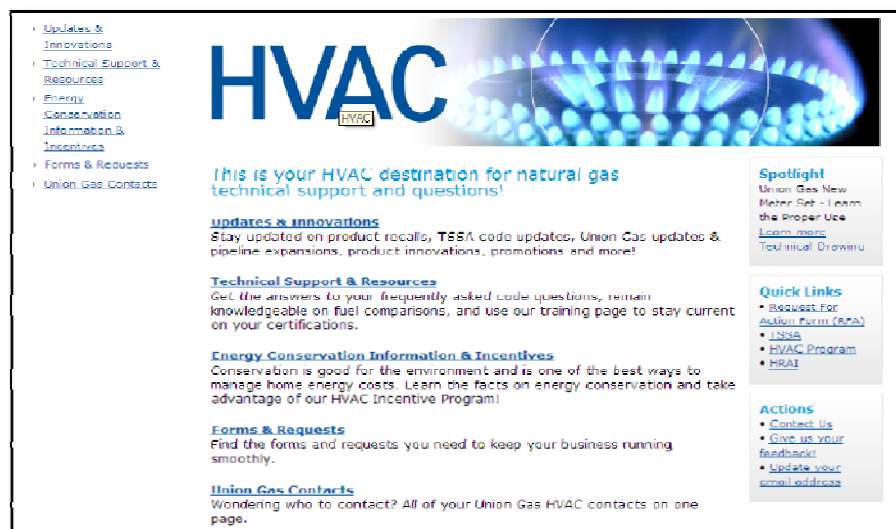 Updates &
Innovations
Technical Support &
Resources
Energy
Conservation
Information &
Incentives
Forms & Requests
Union Gas Contacts
HVAC
HVAC
This is your HVAC destination for natural gas
technical support and questions!
Updates & Innovations
Stay updated on product recalls, TSSA code updates, Union Gas updates &
pipeline expansions, product innovations, promotions and more!
Technical Support & Resources
Get the answers to your frequently asked code questions, remain
knowledgeable on fuel comparisons, and use our training page to stay current
on your certifications.
Energy Conservation Information & Incentives
Conservation is good for the environment and is one of the best ways to
manage home energy costs. Learn the facts on energy conservation and take
advantage of our HVAC Incentive Program!
Forms & Requests
Find the forms and requests you need to keep your business running
smoothly.
Union Gas Contacts
Wondering who to contact? All of your Union Gas HVAC contacts on one
page.
Spotlight
Union Gas New
Meter Set - Learn
the Proper Use
Learn more
Technical Drawing
Quick Links
• Request For
Action Form (RFA)
• TSSA
• HVAC Program
• HRAI
Actions
• Contact Us
• Give us your
feedback!
• Update your
email address